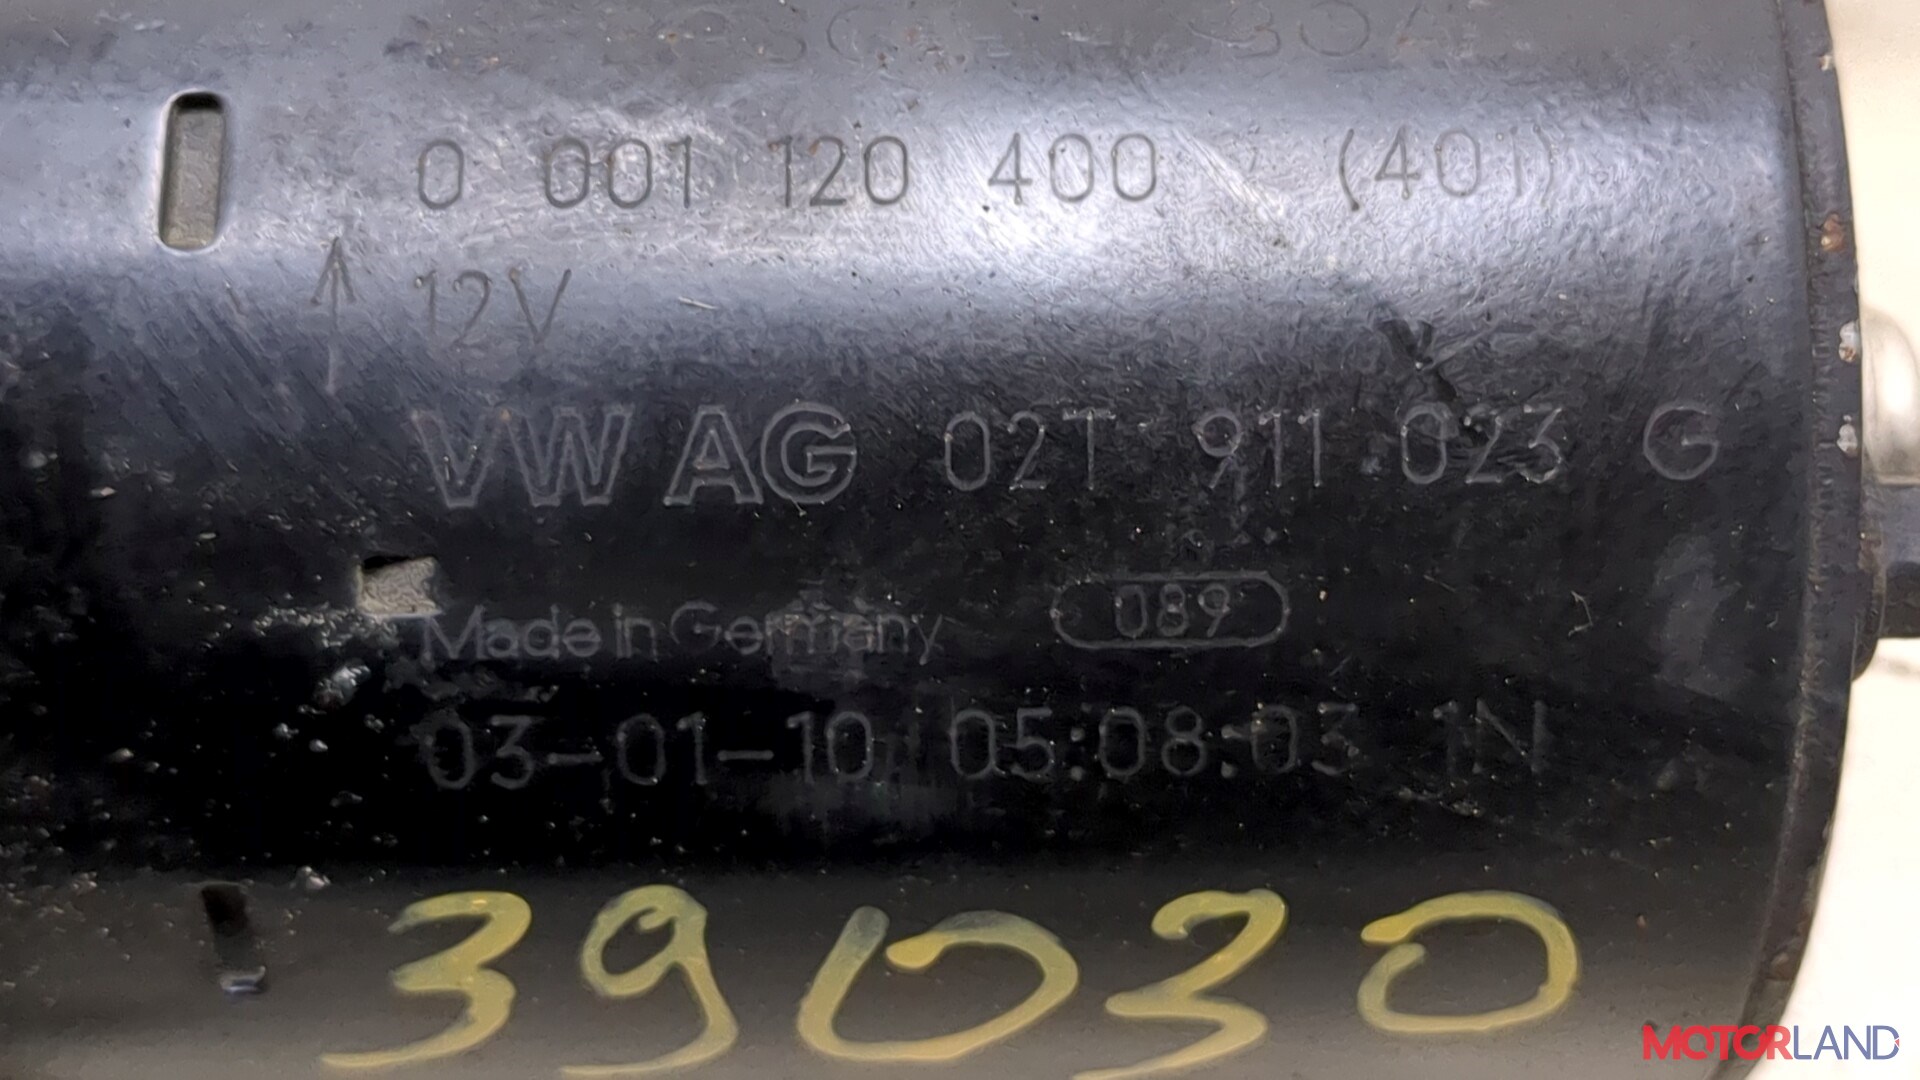 0 001 120 400 (401)
12V
VW AG 02T 911 023 G
Made in Germany 089
03-01-10 05:08:03 1N
39030
MOTORLAND